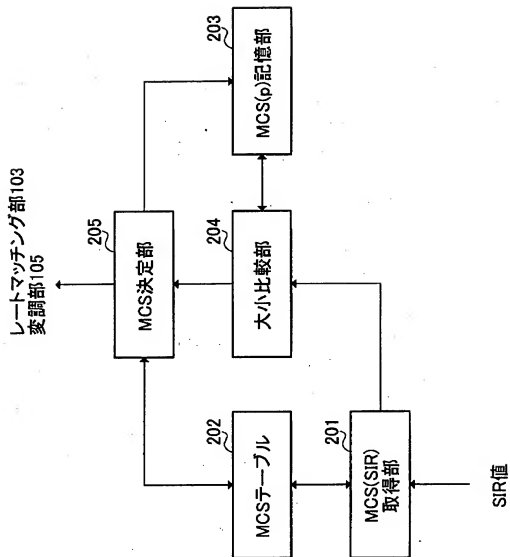 レートマッチング部103
変調部105
205
MCS決定部
203
MCS(p)記憶部
204
大小比較部
202
MCSテーブル
201
MCS(SIR)
取得部
SIR値